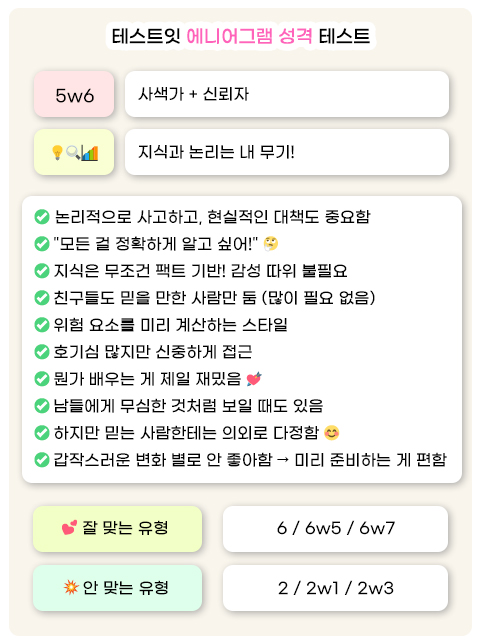 테스트잇 에니어그램 성격 테스트
5w6
사색가 + 신뢰자
💡🔍📊
지식과 논리는 내 무기!
✅ 논리적으로 사고하고, 현실적인 대책도 중요함
✅ "모든 걸 정확하게 알고 싶어!" 🤔
✅ 지식은 무조건 팩트 기반! 감성 따위 불필요
✅ 친구들도 믿을 만한 사람만 둠 (많이 필요 없음)
✅ 위험 요소를 미리 계산하는 스타일
✅ 호기심 많지만 신중하게 접근
✅ 뭔가 배우는 게 제일 재밌음 💘
✅ 남들에게 무심한 것처럼 보일 때도 있음
✅ 하지만 믿는 사람한테는 의외로 다정함 😊
✅ 갑작스러운 변화 별로 안 좋아함 → 미리 준비하는 게 편함
💕 잘 맞는 유형
6 / 6w5 / 6w7
💥 안 맞는 유형
2 / 2w1 / 2w3